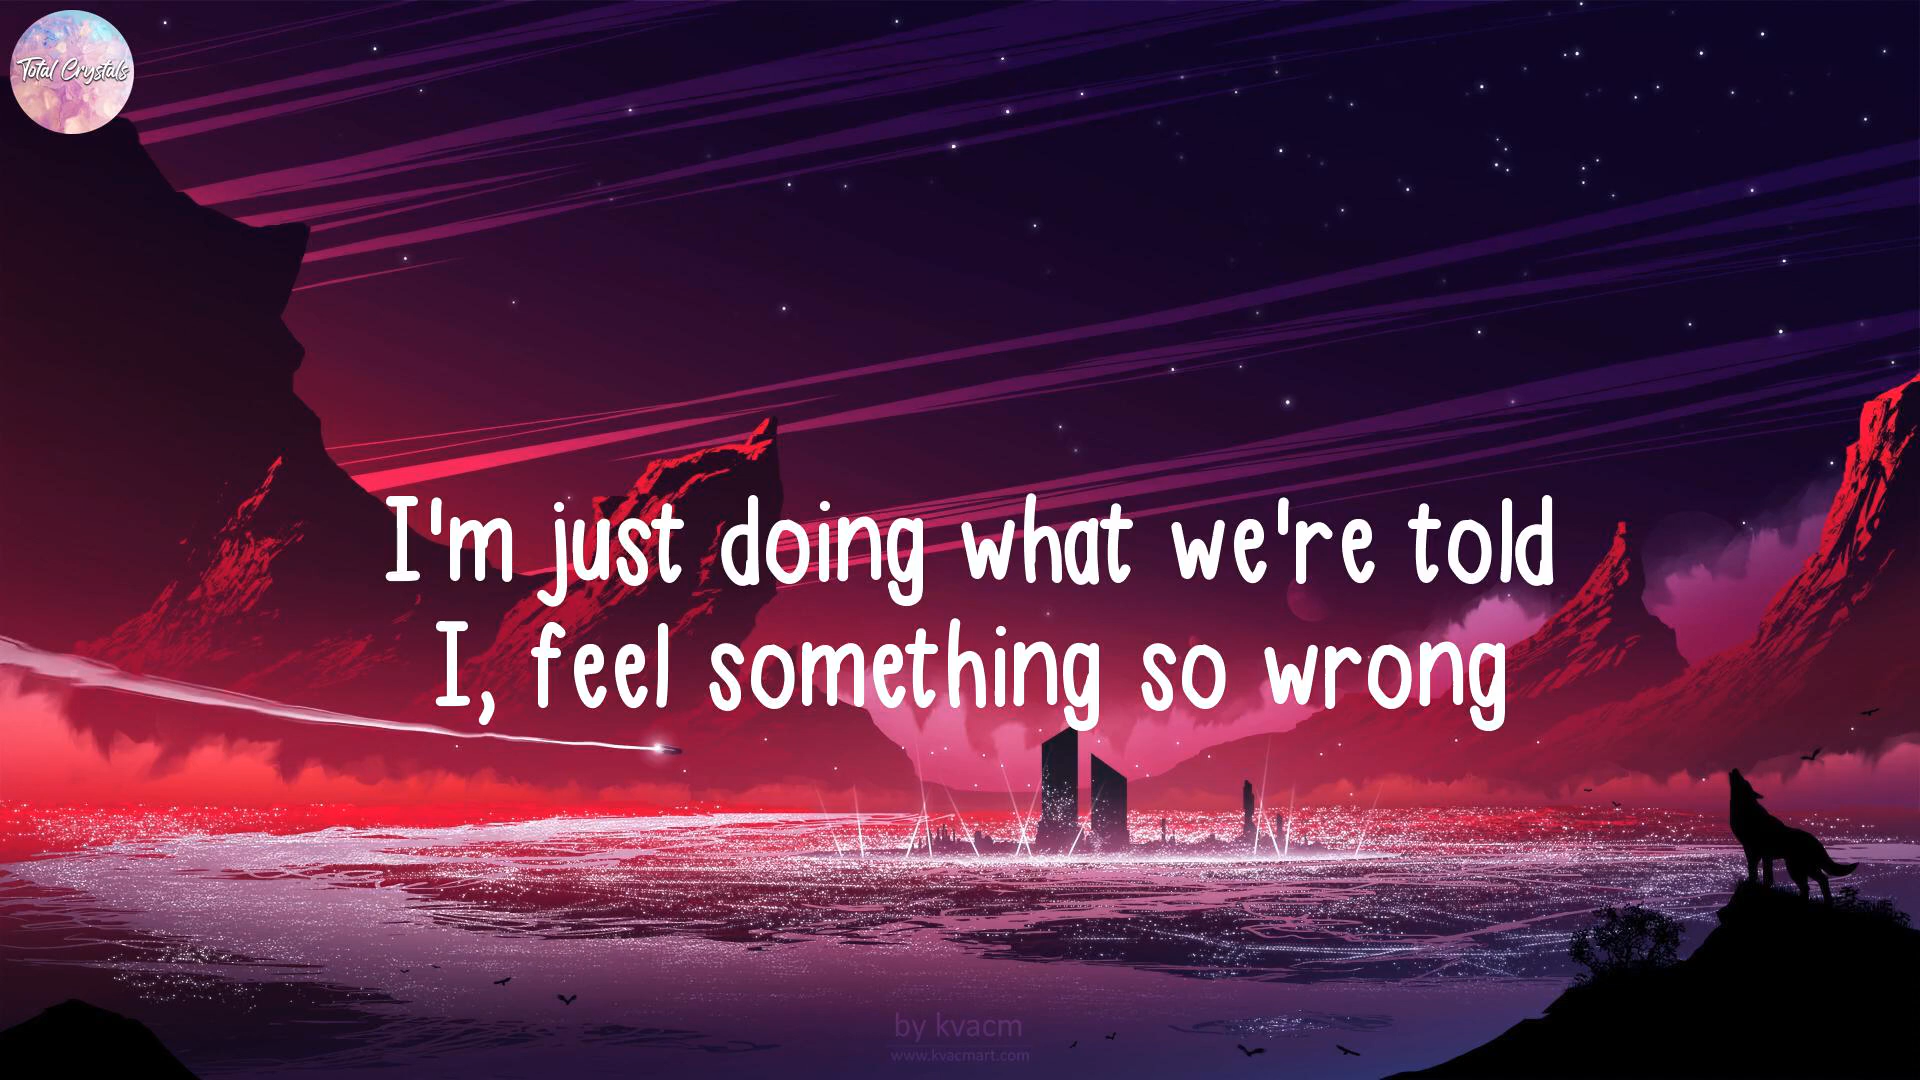 Total Crystals
I'm just doing what we're told
I, feel something so wrong
by kvacm
www.kvacmart.com